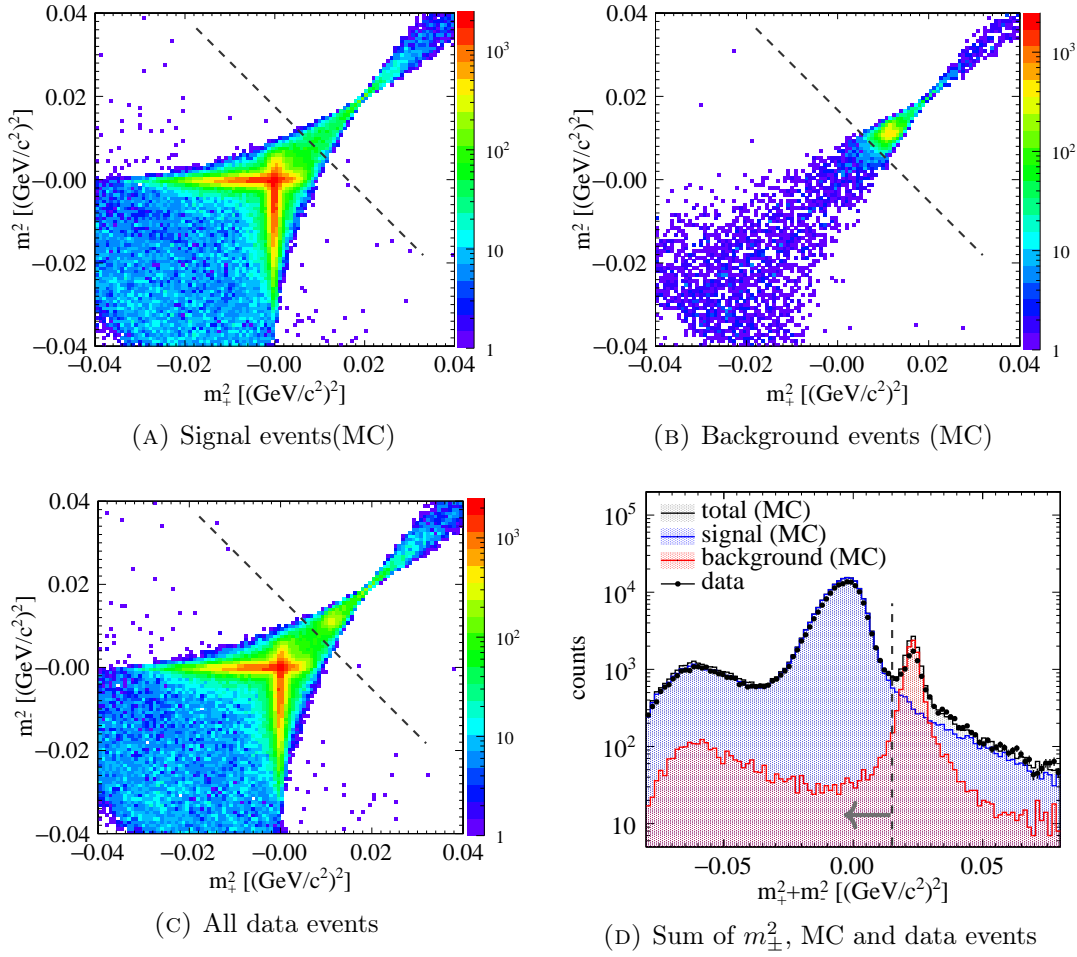 0.04
0.02
−0.00
−0.02
−0.04
m²₋ [(GeV/c²)²]
−0.04 −0.02 −0.00 0.02 0.04
m²₊ [(GeV/c²)²]
10³
10²
10
1
(A) Signal events(MC)
0.04
0.02
−0.00
−0.02
−0.04
m²₋ [(GeV/c²)²]
−0.04 −0.02 0.00 0.02 0.04
m²₊ [(GeV/c²)²]
10³
10²
10
1
(B) Background events (MC)
0.04
0.02
−0.00
−0.02
−0.04
m²₋ [(GeV/c²)²]
−0.04 −0.02 −0.00 0.02 0.04
m²₊ [(GeV/c²)²]
10³
10²
10
1
(C) All data events
total (MC)
signal (MC)
background (MC)
data
10⁵
10⁴
10³
10²
10
counts
−0.05 0.00 0.05
m²₊+m²₋ [(GeV/c²)²]
(D) Sum of m²±, MC and data events